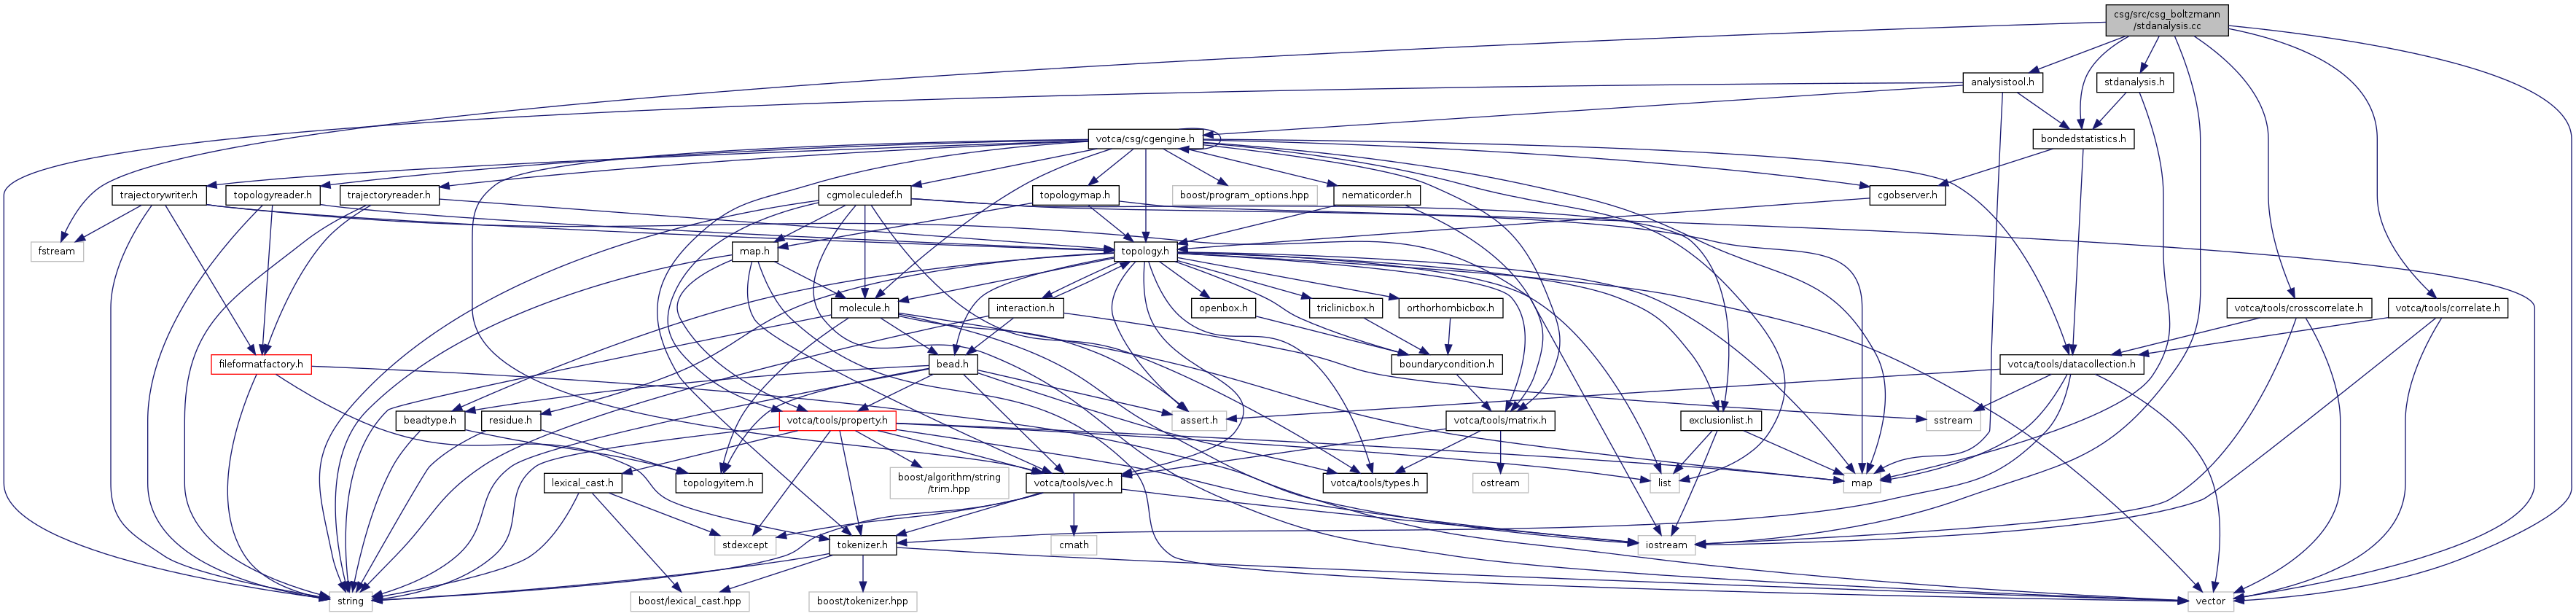 csg/src/csg_boltzmann
/stdanalysis.cc
analysistool.h
stdanalysis.h
votca/csg/cgengine.h
bondedstatistics.h
trajectorywriter.h
topologyreader.h
trajectoryreader.h
cgmoleculedef.h
topologymap.h
boost/program_options.hpp
nematicorder.h
cgobserver.h
fstream
map.h
topology.h
molecule.h
interaction.h
openbox.h
triclinicbox.h
orthorhombicbox.h
votca/tools/crosscorrelate.h
votca/tools/correlate.h
fileformatfactory.h
bead.h
boundarycondition.h
votca/tools/datacollection.h
beadtype.h
residue.h
votca/tools/property.h
assert.h
votca/tools/matrix.h
exclusionlist.h
sstream
lexical_cast.h
topologyitem.h
boost/algorithm/string
/trim.hpp
votca/tools/vec.h
votca/tools/types.h
ostream
list
map
stdexcept
tokenizer.h
cmath
iostream
string
boost/lexical_cast.hpp
boost/tokenizer.hpp
vector